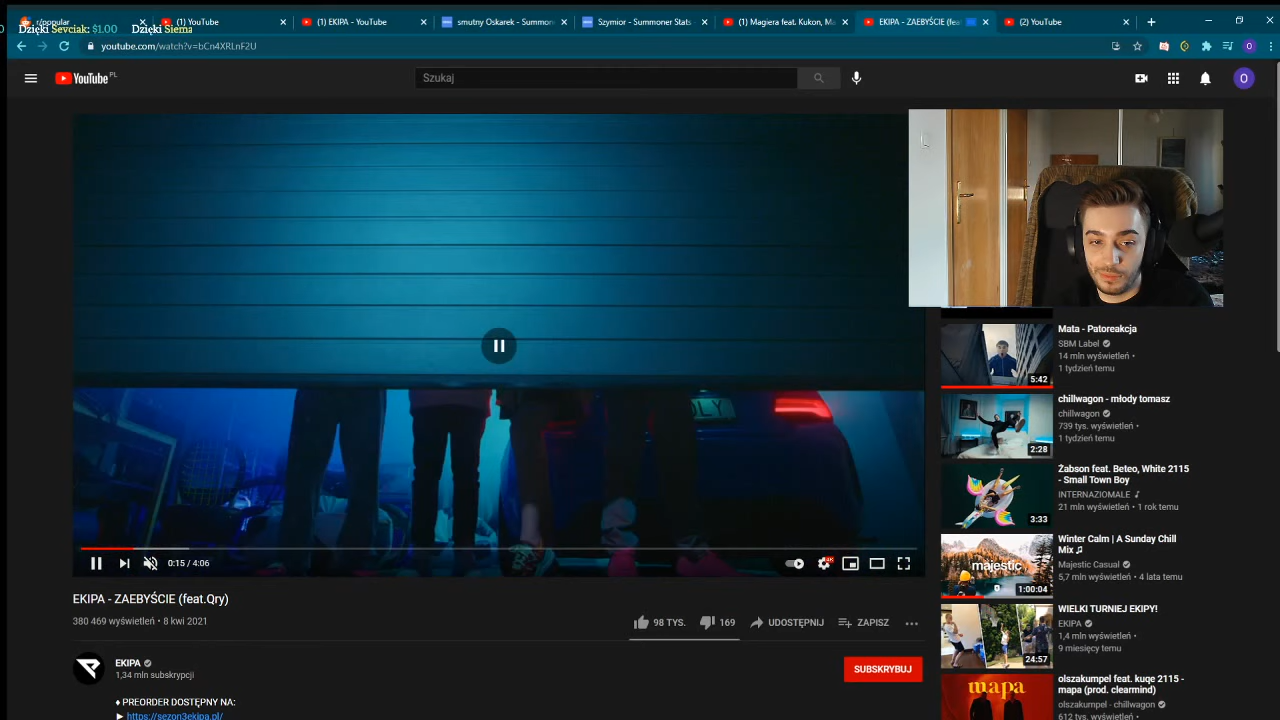 r/popular
Dzięki Sevciak: $1.00 Dzięki Siema
(1) YouTube
(1) EKIPA - YouTube
smutny Oskarek - Summon
Szymior - Summoner Stats -
(1) Magiera feat. Kukon, Ma
EKIPA - ZAEBYŚCIE (fea
(2) YouTube
youtube.com/watch?v=bCn4XRLnF2U
YouTube PL
Szukaj
O
OLY
0:15 / 4:06
EKIPA - ZAEBYŚCIE (feat.Qry)
380 469 wyświetleń • 8 kwi 2021
98 TYS.
169
UDOSTĘPNIJ
ZAPISZ
EKIPA
1,34 mln subskrypcji
SUBSKRYBUJ
♦ PREORDER DOSTĘPNY NA:
► https://sezon3ekipa.pl/
5:42
Mata - Patoreakcja
SBM Label
14 mln wyświetleń •
1 tydzień temu
2:28
chillwagon - młody tomasz
chillwagon
739 tys. wyświetleń •
1 tydzień temu
3:33
Żabson feat. Beteo, White 2115
- Small Town Boy
INTERNAZIOMALE
21 mln wyświetleń • 1 rok temu
majestic
1:00:04
Winter Calm | A Sunday Chill
Mix ♫
Majestic Casual
5,7 mln wyświetleń • 4 lata temu
24:57
WIELKI TURNIEJ EKIPY!
EKIPA
1,4 mln wyświetleń •
9 miesięcy temu
mapa
olszakumpel feat. kuqe 2115 -
mapa (prod. clearmind)
olszakumpel - chillwagon
612 tys. wyświetleń •